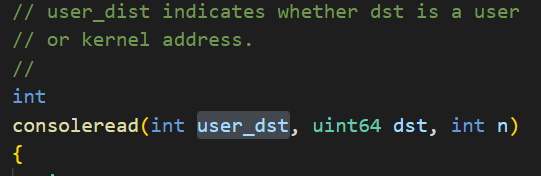 // user_dist indicates whether dst is a user
// or kernel address.
//
int
consoleread(int user_dst, uint64 dst, int n)
{